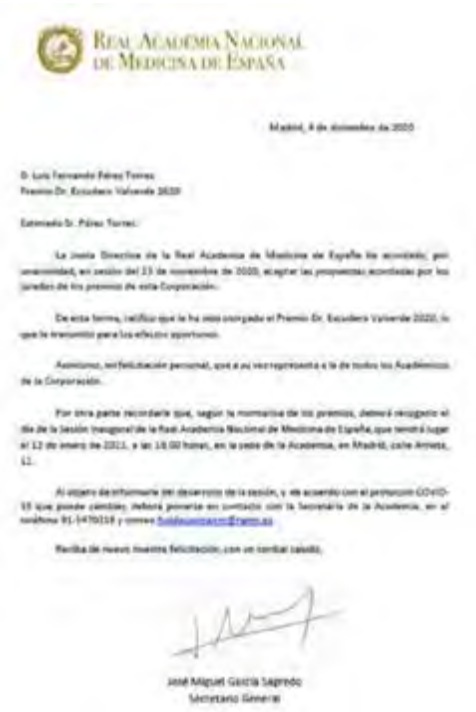 REAL ACADEMIA NACIONAL
DE MEDICINA DE ESPAÑA
Madrid, 4 de diciembre de 2020
D. Luis Fernando Pérez Torres
Premio Dr. Escudero Valverde 2020
Estimado Dr. Pérez Torres:
La Junta Directiva de la Real Academia de Medicina de España ha acordado, por
unanimidad, en sesión del 23 de noviembre de 2020, aceptar las propuestas acordadas por los
jurados de los premios de esta Corporación.
De esta forma, ratifico que le ha sido otorgado el Premio Dr. Escudero Valverde 2020, lo
que le transmito para los efectos oportunos.
Asimismo, mi felicitación personal, que a su vez representa a la de todos los Académicos
de la Corporación.
Por otra parte recordarle que, según la normativa de los premios, deberá recogerlo el
día de la Sesión Inaugural de la Real Academia Nacional de Medicina de España, que tendrá lugar
el 12 de enero de 2021, a las 18.00 horas, en la sede de la Academia, en Madrid, calle Arrieta,
12.
Al objeto de informarle del desarrollo de la sesión, y de acuerdo con el protocolo COVID-
19 que puede cambiar, deberá ponerse en contacto con la Secretaría de la Academia, en el
teléfono 91-5470318 y correo
Reciba de nuevo nuestra felicitación, con un cordial saludo,
José Miguel García Sagredo
Secretario General